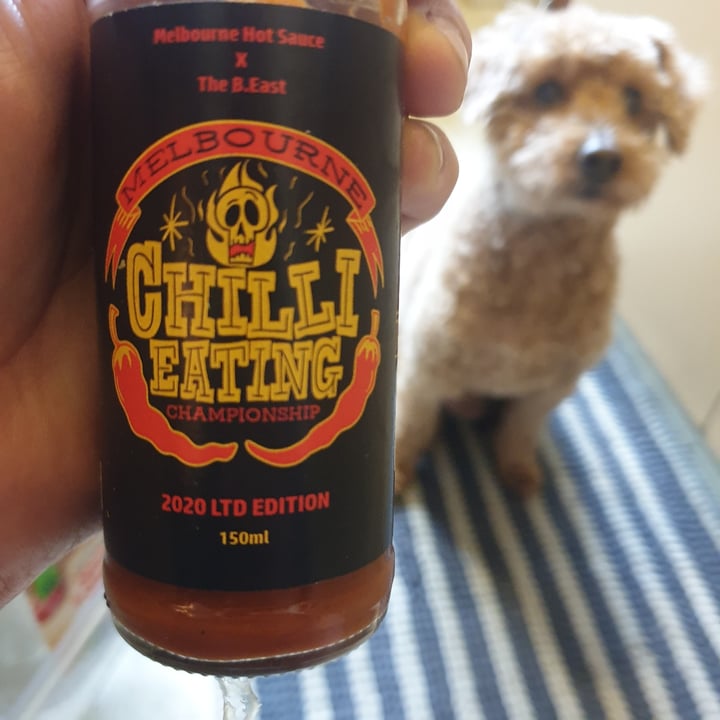 Melbourne Hot Sauce
X
The B.East
MELBOURNE
CHILLI
EATING
CHAMPIONSHIP
2020 LTD EDITION
150ml